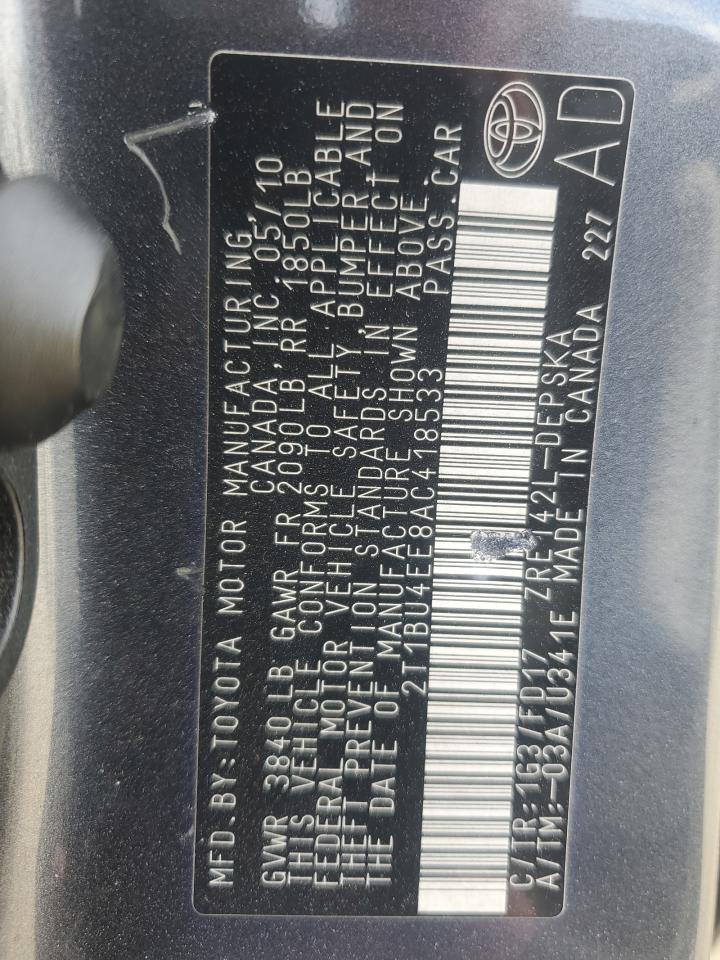 MFD.BY:TOYOTA MOTOR MANUFACTURING
CANADA, INC. 05/10
GVWR 3840LB GAWR FR 2090LB, RR 1850LB
THIS VEHICLE CONFORMS TO ALL APPLICABLE
FEDERAL MOTOR VEHICLE SAFETY, BUMPER AND
THEFT PREVENTION STANDARDS IN EFFECT ON
THE DATE OF MANUFACTURE SHOWN ABOVE.
2T1BU4EE8AC418533 PASS.CAR
C/TR:1G3/FD17 ZRE142L-DEPSKA
A/TM:-03A/U341E MADE IN CANADA 227
AD